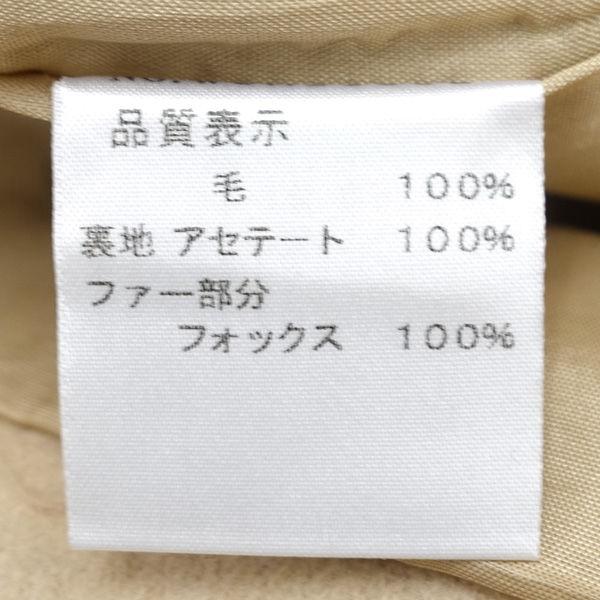 品質表示
毛 100%
裏地 アセテート 100%
ファー部分
フォックス 100%